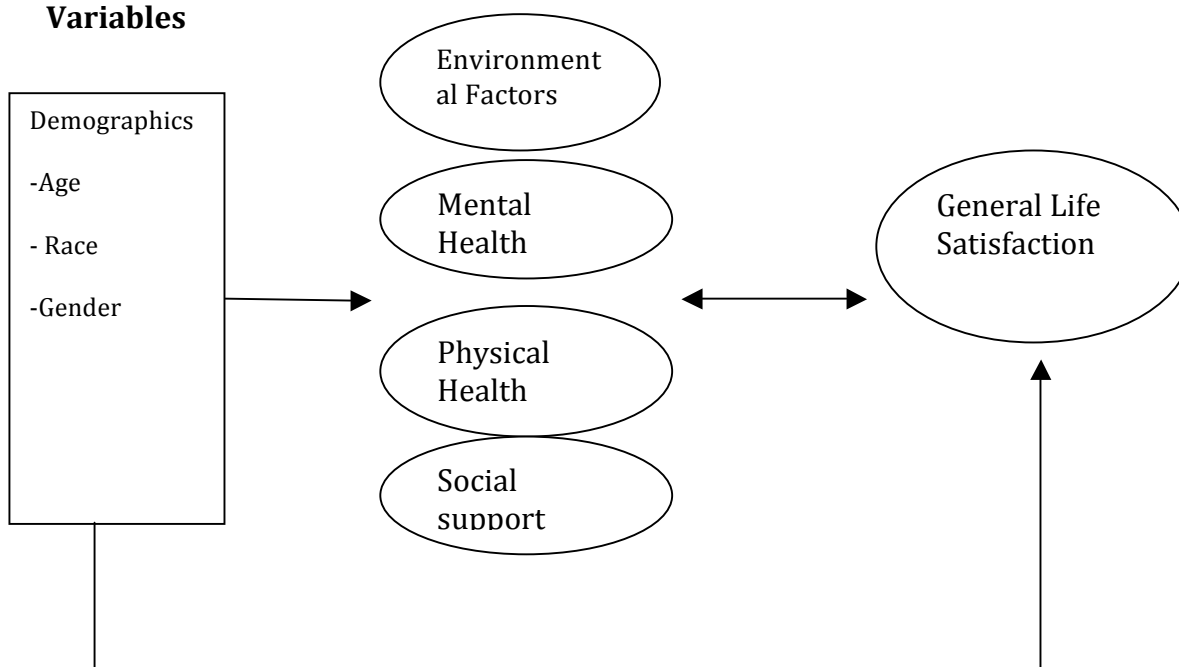 Variables
Demographics
-Age
- Race
-Gender
Environment
al Factors
Mental
Health
Physical
Health
Social
support
General Life
Satisfaction